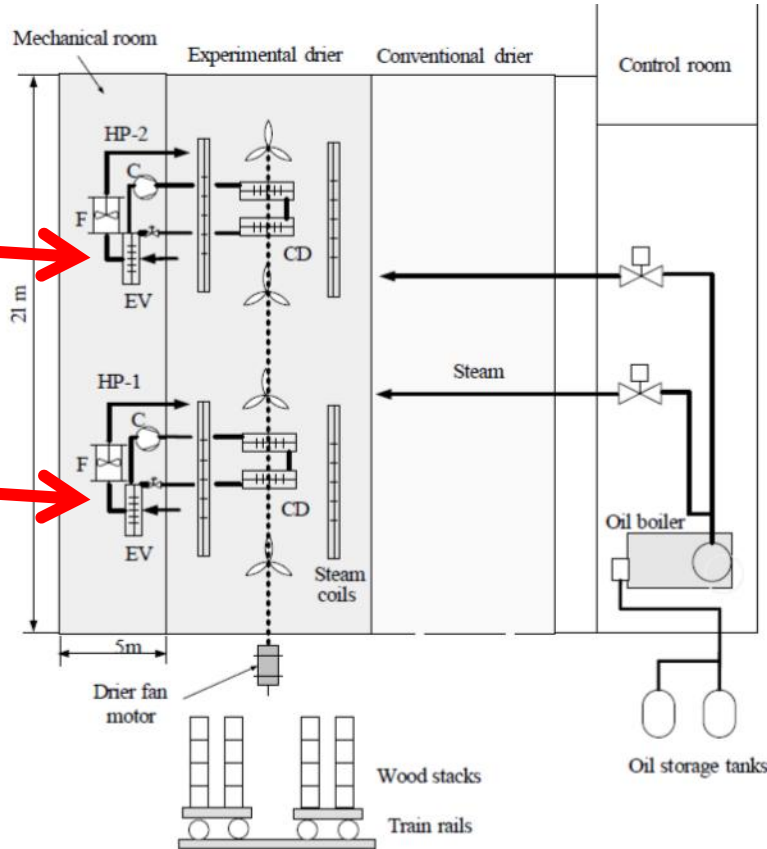 Mechanical room
Experimental drier
Conventional drier
Control room
HP-2
C
F
CD
EV
21 m
HP-1
Steam
C
F
CD
EV
Oil boiler
Steam
coils
5m
Drier fan
motor
Wood stacks
Oil storage tanks
Train rails